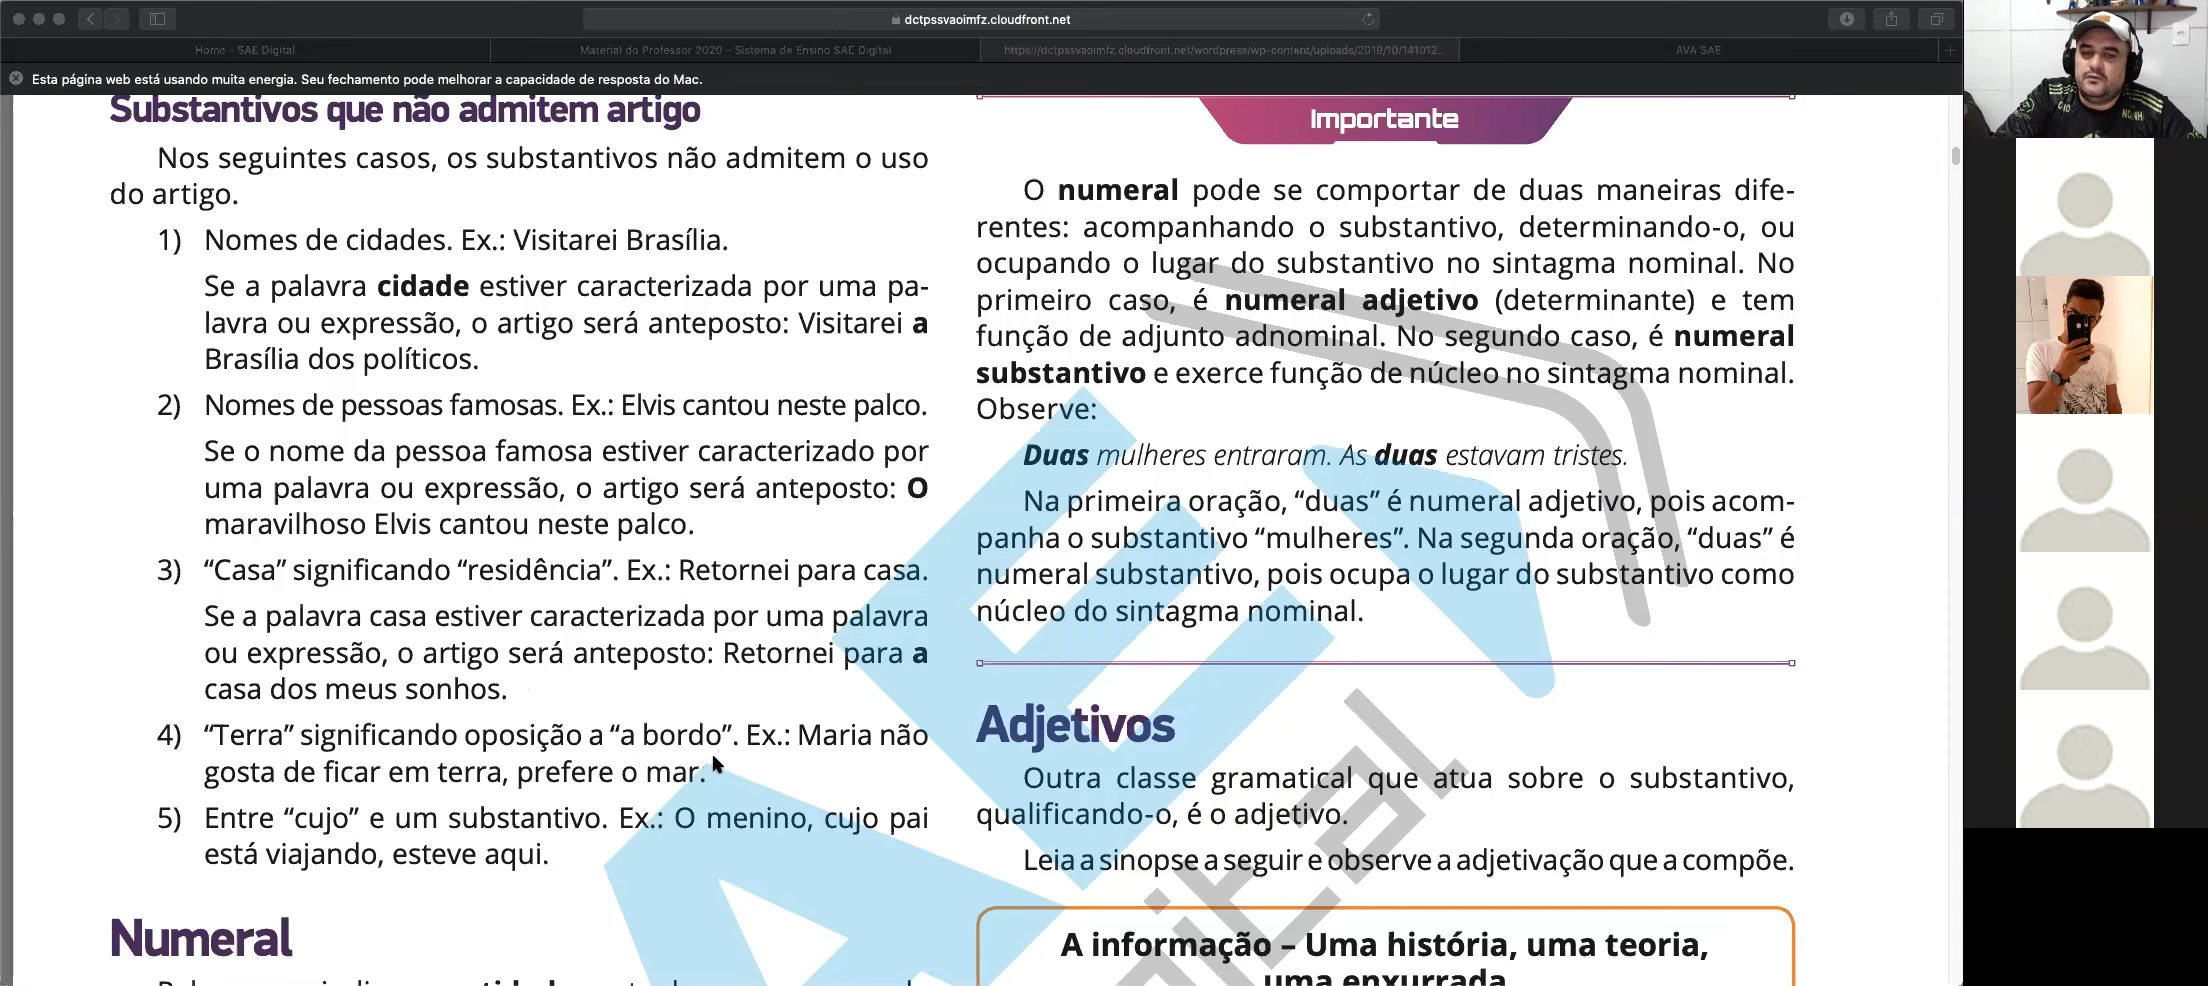 dctpssvaoimfz.cloudfront.net
Home - SAE Digital
Material do Professor 2020 – Sistema de Ensino SAE Digital
https://dctpssvaoimfz.cloudfront.net/wordpress/wp-content/uploads/2019/10/141012...
AVA SAE
Esta página web está usando muita energia. Seu fechamento pode melhorar a capacidade de resposta do Mac.
Substantivos que não admitem artigo
Nos seguintes casos, os substantivos não admitem o uso
do artigo.
1) Nomes de cidades. Ex.: Visitarei Brasília.
Se a palavra cidade estiver caracterizada por uma pa-
lavra ou expressão, o artigo será anteposto: Visitarei a
Brasília dos políticos.
2) Nomes de pessoas famosas. Ex.: Elvis cantou neste palco.
Se o nome da pessoa famosa estiver caracterizado por
uma palavra ou expressão, o artigo será anteposto: O
maravilhoso Elvis cantou neste palco.
3) “Casa” significando “residência”. Ex.: Retornei para casa.
Se a palavra casa estiver caracterizada por uma palavra
ou expressão, o artigo será anteposto: Retornei para a
casa dos meus sonhos.
4) “Terra” significando oposição a “a bordo”. Ex.: Maria não
gosta de ficar em terra, prefere o mar.
5) Entre “cujo” e um substantivo. Ex.: O menino, cujo pai
está viajando, esteve aqui.
Numeral
Importante
O numeral pode se comportar de duas maneiras dife-
rentes: acompanhando o substantivo, determinando-o, ou
ocupando o lugar do substantivo no sintagma nominal. No
primeiro caso, é numeral adjetivo (determinante) e tem
função de adjunto adnominal. No segundo caso, é numeral
substantivo e exerce função de núcleo no sintagma nominal.
Observe:
Duas mulheres entraram. As duas estavam tristes.
Na primeira oração, “duas” é numeral adjetivo, pois acom-
panha o substantivo “mulheres”. Na segunda oração, “duas” é
numeral substantivo, pois ocupa o lugar do substantivo como
núcleo do sintagma nominal.
Adjetivos
Outra classe gramatical que atua sobre o substantivo,
qualificando-o, é o adjetivo.
Leia a sinopse a seguir e observe a adjetivação que a compõe.
A informação – Uma história, uma teoria,
uma enxurrada